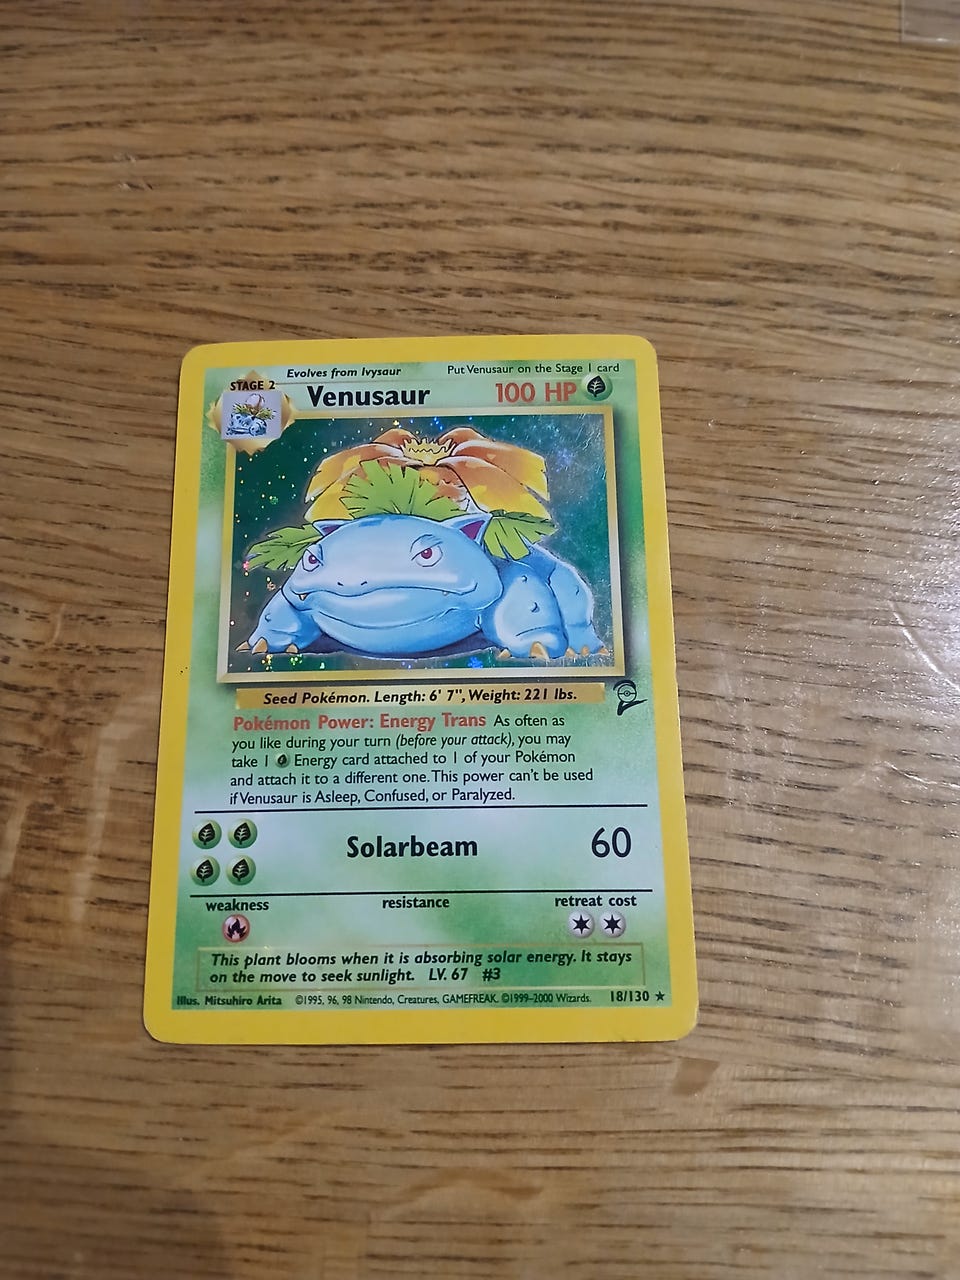 Evolves from Ivysaur Put Venusaur on the Stage 1 card
STAGE 2
Venusaur 100 HP
Seed Pokémon. Length: 6' 7", Weight: 221 lbs.
Pokémon Power: Energy Trans As often as
you like during your turn (before your attack), you may
take 1 Energy card attached to 1 of your Pokémon
and attach it to a different one. This power can't be used
if Venusaur is Asleep, Confused, or Paralyzed.
Solarbeam 60
weakness resistance retreat cost
This plant blooms when it is absorbing solar energy. It stays
on the move to seek sunlight. LV. 67 #3
Illus. Mitsuhiro Arita ©1995, 96, 98 Nintendo, Creatures, GAMEFREAK. ©1999-2000 Wizards. 18/130 ★